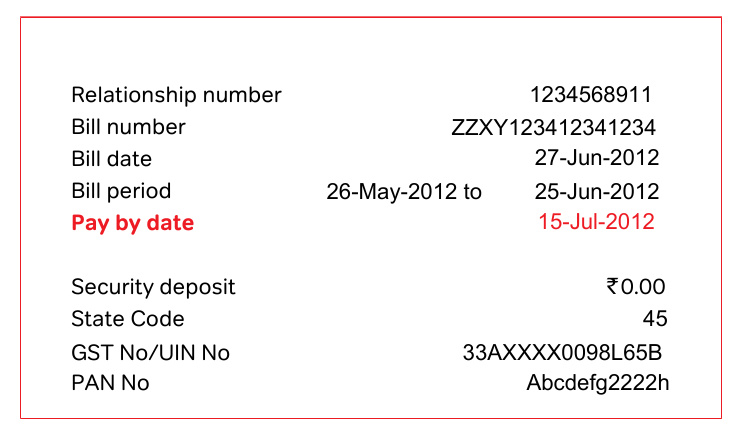 Relationship number 1234568911
Bill number ZZXY123412341234
Bill date 27-Jun-2012
Bill period 26-May-2012 to 25-Jun-2012
Pay by date 15-Jul-2012
Security deposit ₹0.00
State Code 45
GST No/UIN No 33AXXXX0098L65B
PAN No Abcdefg2222h